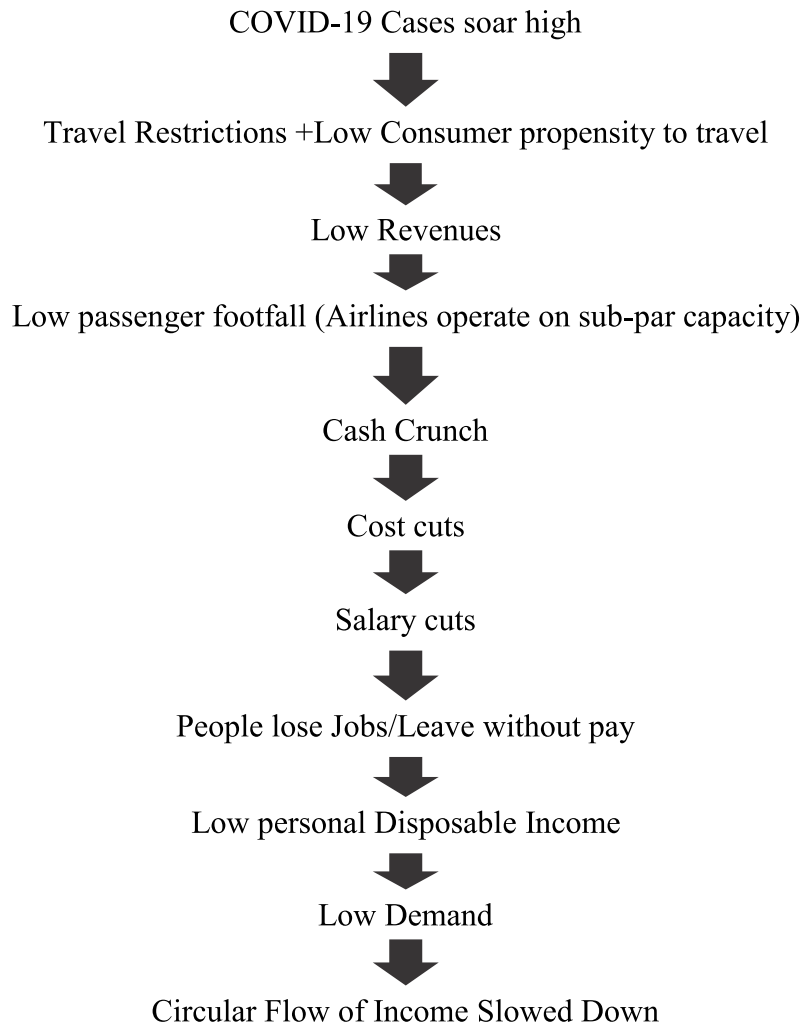 COVID-19 Cases soar high
Travel Restrictions +Low Consumer propensity to travel
Low Revenues
Low passenger footfall (Airlines operate on sub-par capacity)
Cash Crunch
Cost cuts
Salary cuts
People lose Jobs/Leave without pay
Low personal Disposable Income
Low Demand
Circular Flow of Income Slowed Down